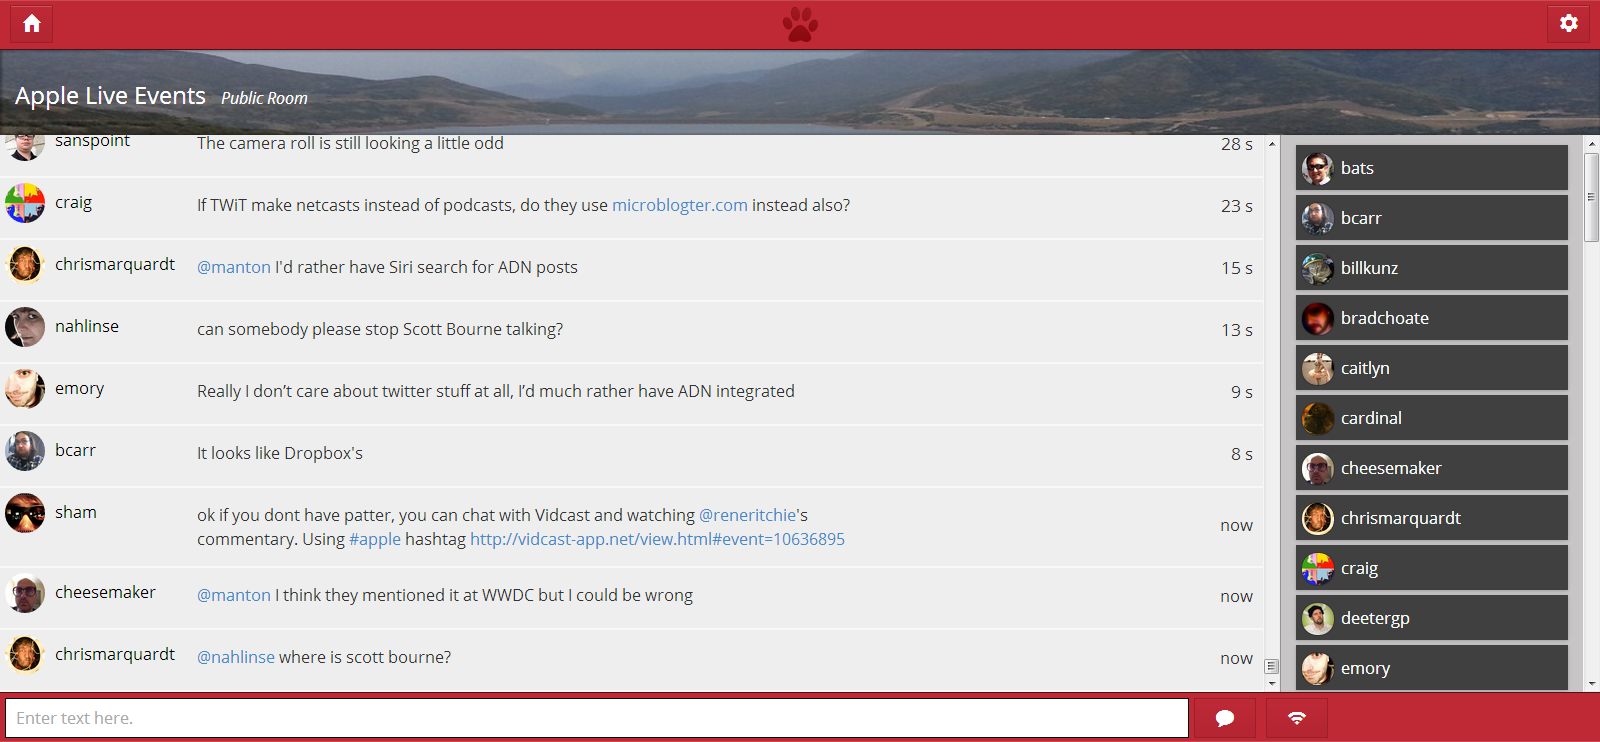 Apple Live Events Public Room
sanspoint The camera roll is still looking a little odd 28 s
craig If TWiT make netcasts instead of podcasts, do they use microblogter.com instead also? 23 s
chrismarquardt @manton I'd rather have Siri search for ADN posts 15 s
nahlinse can somebody please stop Scott Bourne talking? 13 s
emory Really I don’t care about twitter stuff at all, I’d much rather have ADN integrated 9 s
bcarr It looks like Dropbox's 8 s
sham ok if you dont have patter, you can chat with Vidcast and watching @reneritchie's
commentary. Using #apple hashtag http://vidcast-app.net/view.html#event=10636895 now
cheesemaker @manton I think they mentioned it at WWDC but I could be wrong now
chrismarquardt @nahlinse where is scott bourne? now
bats
bcarr
billkunz
bradchoate
caitlyn
cardinal
cheesemaker
chrismarquardt
craig
deetergp
emory
Enter text here.